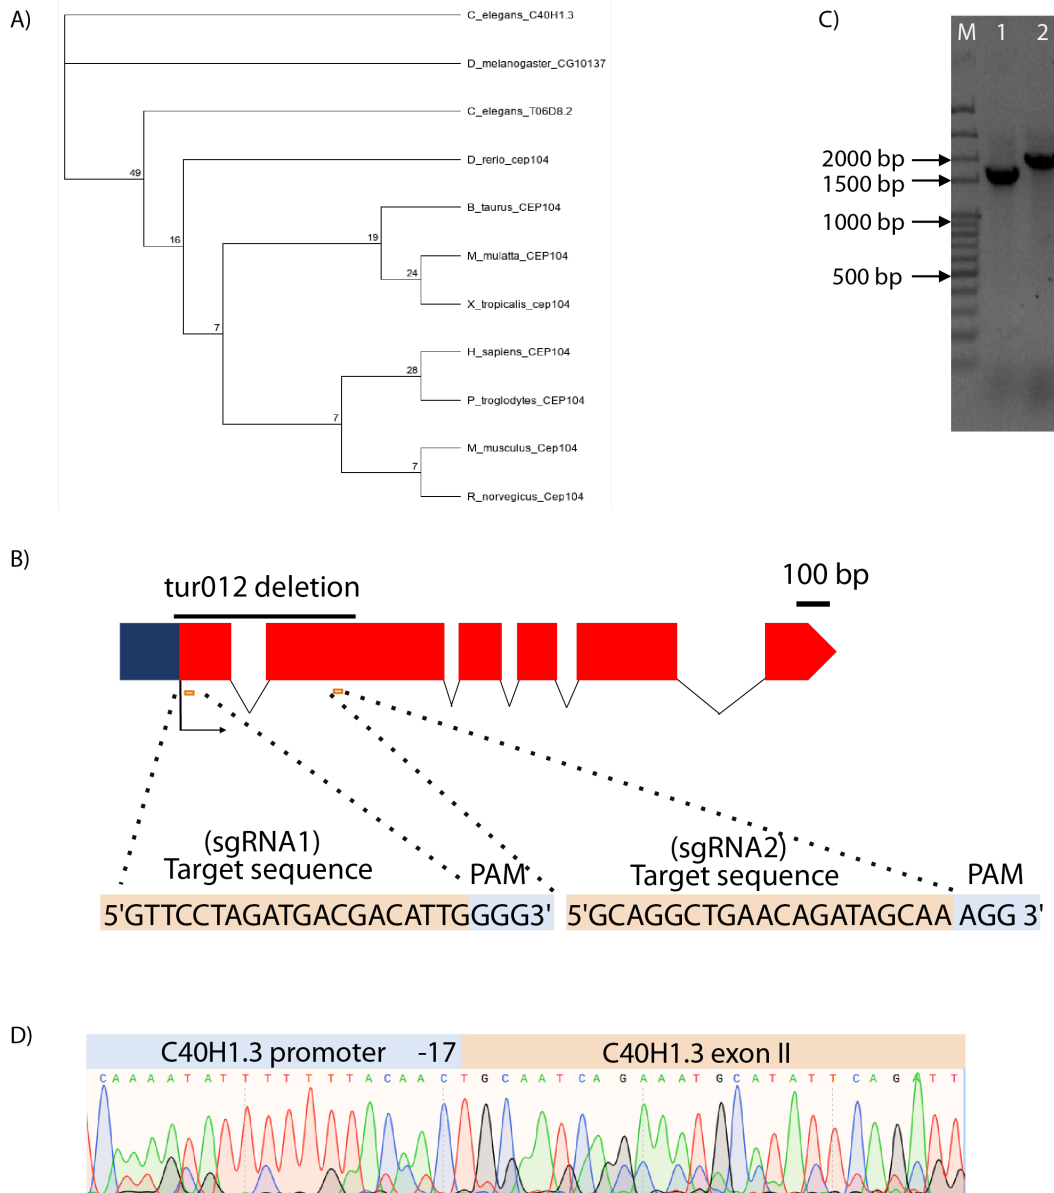 A)
C_elegans_C40H1.3
D_melanogaster_CG10137
C_elegans_T06D8.2
49
D_rerio_cep104
16
B_taurus_CEP104
19
M_mulatta_CEP104
24
X_tropicalis_cep104
7
H_sapiens_CEP104
28
P_troglodytes_CEP104
7
M_musculus_Cep104
7
R_norvegicus_Cep104
C)
M 1 2
2000 bp
1500 bp
1000 bp
500 bp
B)
tur012 deletion
100 bp
(sgRNA1)
Target sequence
PAM
5'GTTCCTAGATGACGACATTGGGG3'
(sgRNA2)
Target sequence
PAM
5'GCAGGCTGAACAGATAGCAA AGG 3'
D)
C40H1.3 promoter -17 C40H1.3 exon II
C A A A A T A T T T T T T A C A A C T G C A A T C A G A A A T G C A T A T T C A G A T T